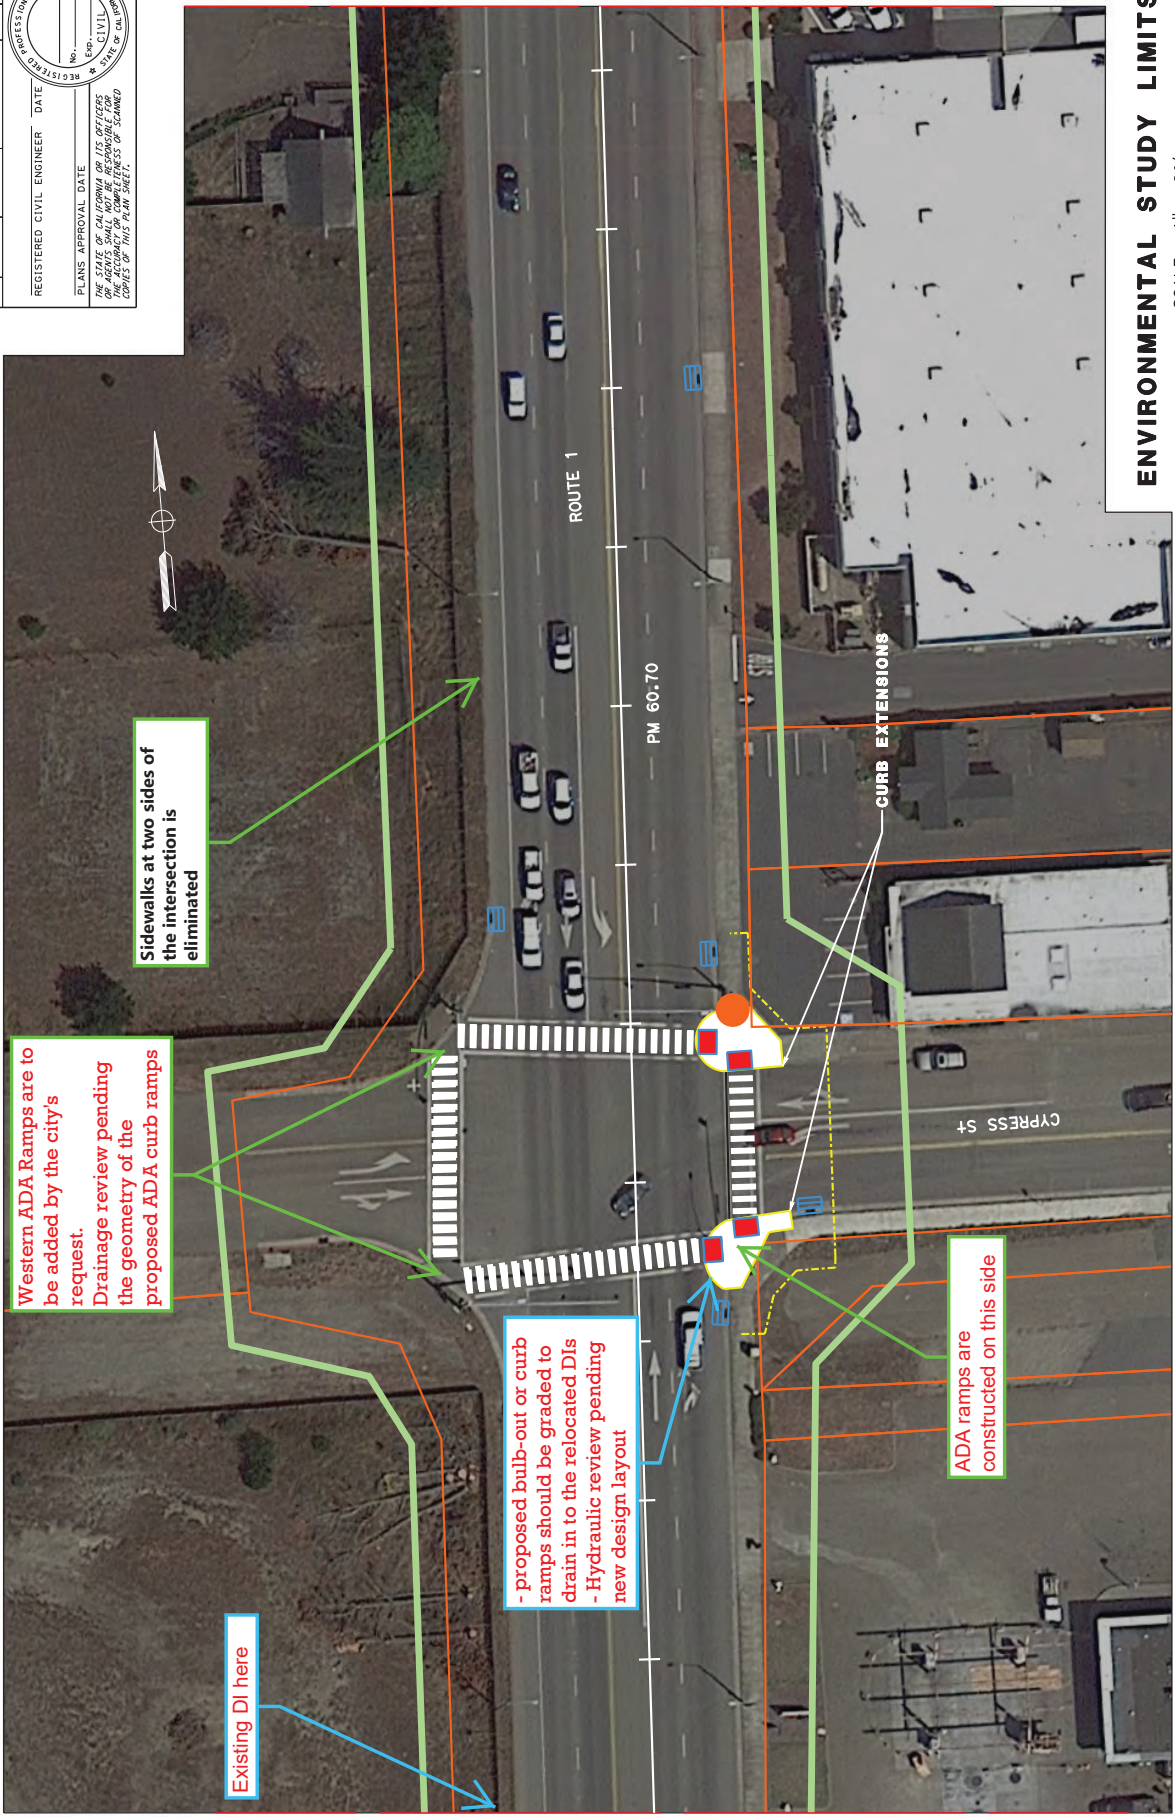 REGISTERED PROFESSION
No.
Exp.
CIVIL
STATE OF CALIFOR
REGISTERED CIVIL ENGINEER DATE
PLANS APPROVAL DATE
THE STATE OF CALIFORNIA OR ITS OFFICERS
OR AGENTS SHALL NOT BE RESPONSIBLE FOR
THE ACCURACY OR COMPLETENESS OF SCANNED
COPIES OF THIS PLAN SHEET.
Existing DI here
Western ADA Ramps are to
be added by the city's
request.
Drainage review pending
the geometry of the
proposed ADA curb ramps
Sidewalks at two sides of
the intersection is
eliminated
- proposed bulb-out or curb
ramps should be graded to
drain in to the relocated DIs
- Hydraulic review pending
new design layout
ROUTE 1
PM 60.70
CURB EXTENSIONS
CYPRESS St
ADA ramps are
constructed on this side
ENVIRONMENTAL STUDY LIMITS